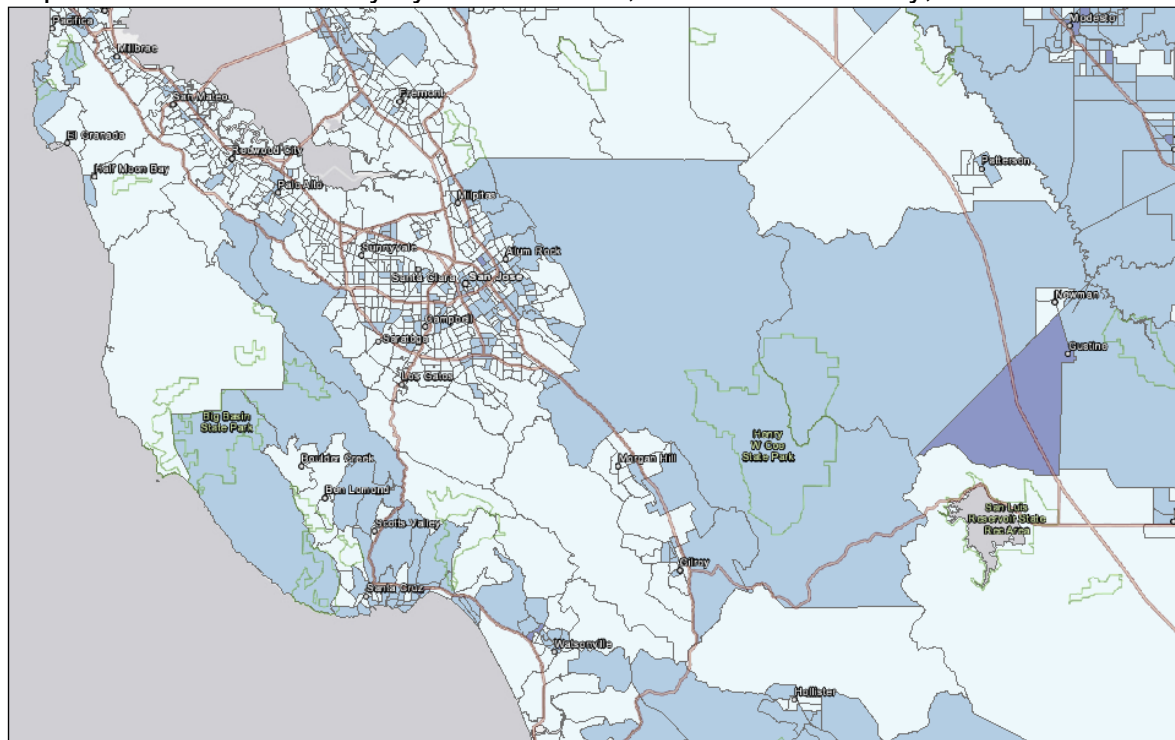 Pacifica
Millbrae
Modesto
San Mateo
Fremont
El Granada
Redwood City
Half Moon Bay
Palo Alto
Patterson
Milpitas
Sunnyvale
Alum Rock
Santa Clara
San Jose
Newman
Campbell
Saratoga
Gustine
Los Gatos
Big Basin
State Park
Henry
W Coe
State Park
Boulder Creek
Morgan Hill
Ben Lomond
San Luis
Reservoir State
Rec Area
Scotts Valley
Gilroy
Santa Cruz
Watsonville
Hollister